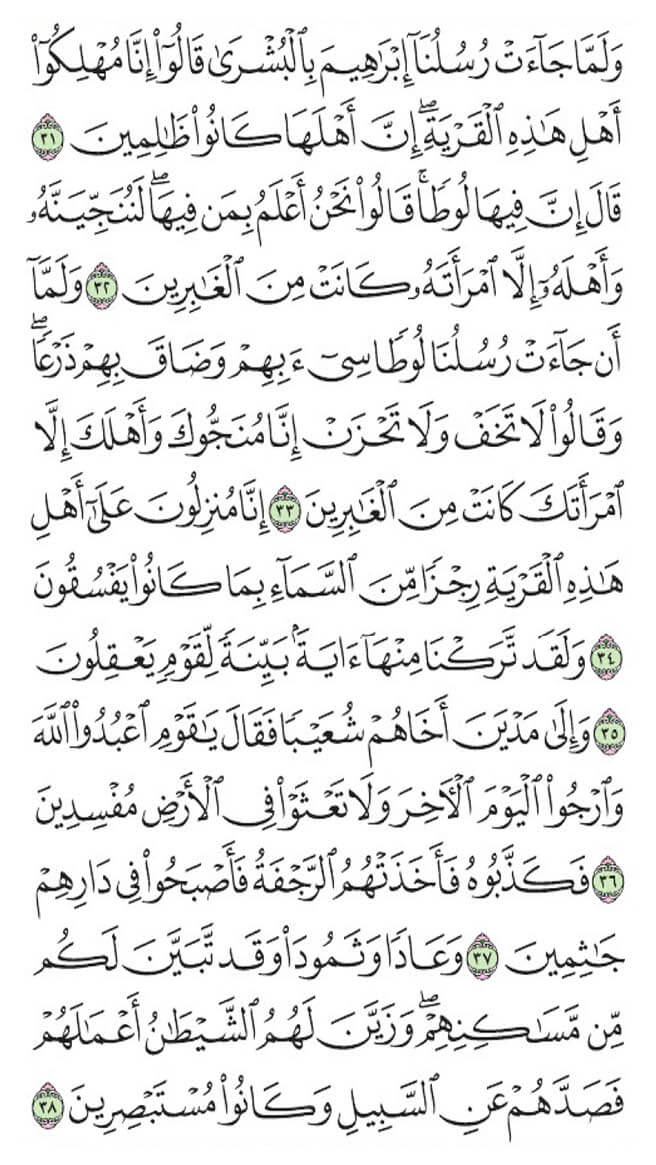 وَلَمَّا جَآءَتْ رُسُلُنَآ إِبْرَٰهِيمَ بِٱلْبُشْرَىٰ قَالُوٓا۟ إِنَّا مُهْلِكُوٓا۟
أَهْلِ هَٰذِهِ ٱلْقَرْيَةِۖ إِنَّ أَهْلَهَا كَانُوا۟ ظَٰلِمِينَ ٣١
قَالَ إِنَّ فِيهَا لُوطًاۚ قَالُوا۟ نَحْنُ أَعْلَمُ بِمَن فِيهَاۖ لَنُنَجِّيَنَّهُۥ
وَأَهْلَهُۥٓ إِلَّا ٱمْرَأَتَهُۥ كَانَتْ مِنَ ٱلْغَٰبِرِينَ ٣٢ وَلَمَّآ
أَن جَآءَتْ رُسُلُنَا لُوطًا سِىٓءَ بِهِمْ وَضَاقَ بِهِمْ ذَرْعًاۖ
وَقَالُوا۟ لَا تَخَفْ وَلَا تَحْزَنْ إِنَّا مُنَجُّوكَ وَأَهْلَكَ إِلَّا
ٱمْرَأَتَكَ كَانَتْ مِنَ ٱلْغَٰبِرِينَ ٣٣ إِنَّا مُنزِلُونَ عَلَىٰٓ أَهْلِ
هَٰذِهِ ٱلْقَرْيَةِ رِجْزًا مِّنَ ٱلسَّمَآءِ بِمَا كَانُوا۟ يَفْسُقُونَ
٣٤ وَلَقَد تَّرَكْنَا مِنْهَآ ءَايَةًۢ بَيِّنَةً لِّقَوْمٍ يَعْقِلُونَ
٣٥ وَإِلَىٰ مَدْيَنَ أَخَاهُمْ شُعَيْبًا فَقَالَ يَٰقَوْمِ ٱعْبُدُوا۟ ٱللَّهَ
وَٱرْجُوا۟ ٱلْيَوْمَ ٱلْءَاخِرَ وَلَا تَعْثَوْا۟ فِى ٱلْأَرْضِ مُفْسِدِينَ
٣٦ فَكَذَّبُوهُ فَأَخَذَتْهُمُ ٱلرَّجْفَةُ فَأَصْبَحُوا۟ فِى دَارِهِمْ
جَٰثِمِينَ ٣٧ وَعَادًا وَثَمُودَا۟ وَقَد تَّبَيَّنَ لَكُم
مِّن مَّسَٰكِنِهِمْۖ وَزَيَّنَ لَهُمُ ٱلشَّيْطَٰنُ أَعْمَٰلَهُمْ
فَصَدَّهُمْ عَنِ ٱلسَّبِيلِ وَكَانُوا۟ مُسْتَبْصِرِينَ ٣٨